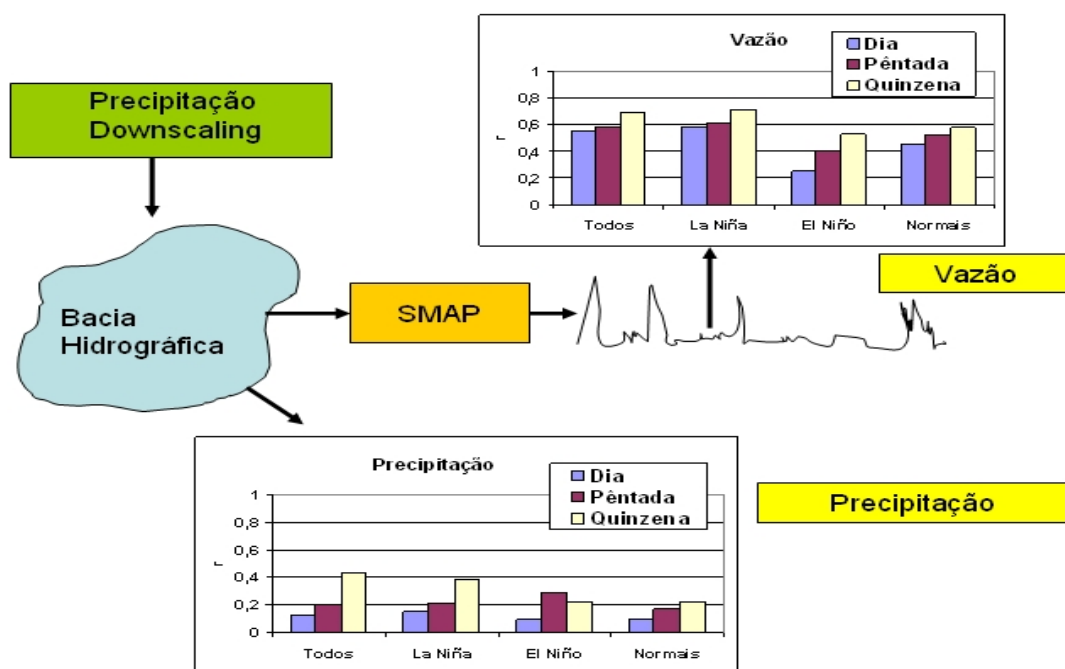 Vazão
Dia
Pêntada
Quinzena
1
0,8
0,6
0,4
0,2
0
r
Todos
La Niña
El Niño
Normais
Precipitação
Downscaling
Bacia
Hidrográfica
SMAP
Vazão
Precipitação
Dia
Pêntada
Quinzena
1
0,8
0,6
0,4
0,2
0
r
Todos
La Niña
El Niño
Normais
Precipitação